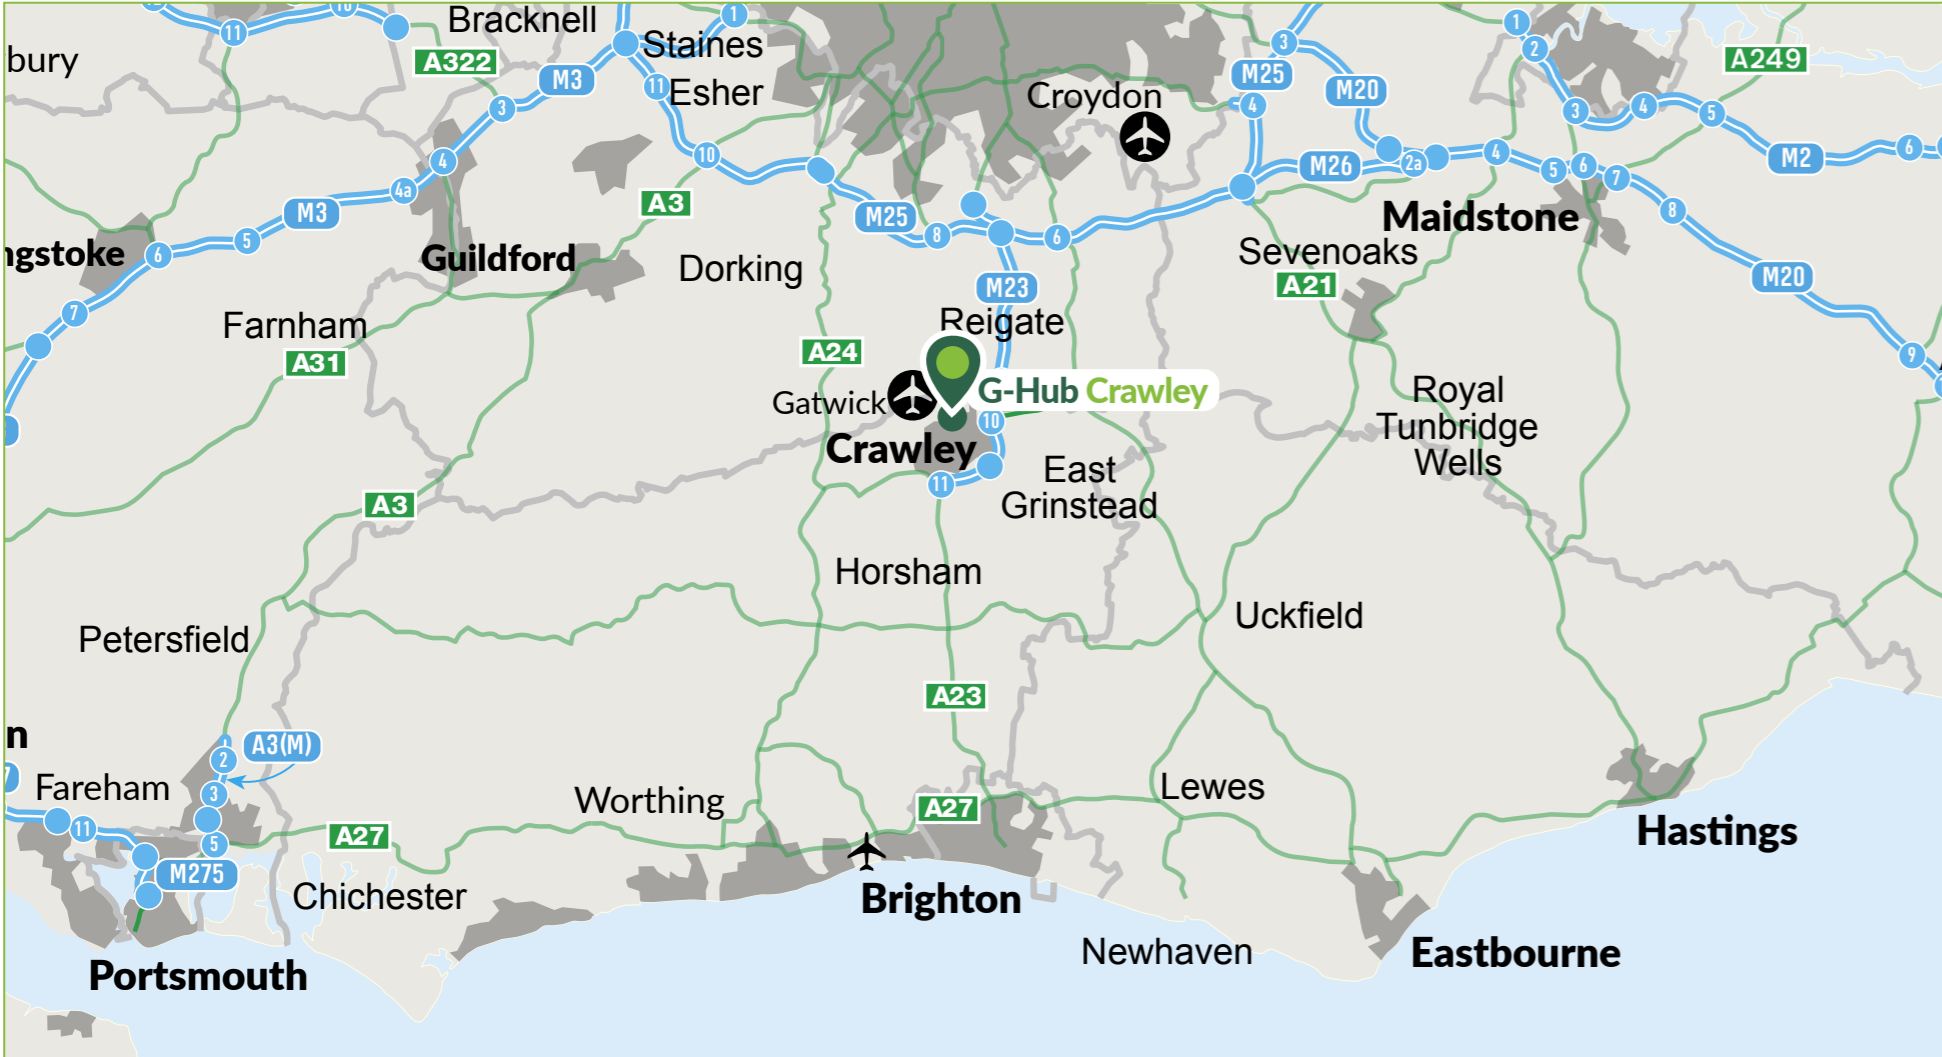 10
1
1
11
Bracknell
3
2
Staines
bury
A322
M3
M25
A249
11
Esher
M20
3
Croydon
4
3
4
5
10
6
4
2a
4
M2
M26
5
6
7
4a
A3
M3
M25
Maidstone
8
8
6
6
5
Sevenoaks
ngstoke
Guildford
Dorking
M20
M23
A21
7
Farnham
Reigate
A24
9
A31
G-Hub Crawley
Royal
Tunbridge
Wells
Gatwick
10
Crawley
East
Grinstead
11
A3
Horsham
Uckfield
Petersfield
A23
n
A3(M)
2
7
Fareham
3
Worthing
Lewes
A27
11
A27
5
Hastings
M275
Chichester
Brighton
Newhaven
Eastbourne
Portsmouth